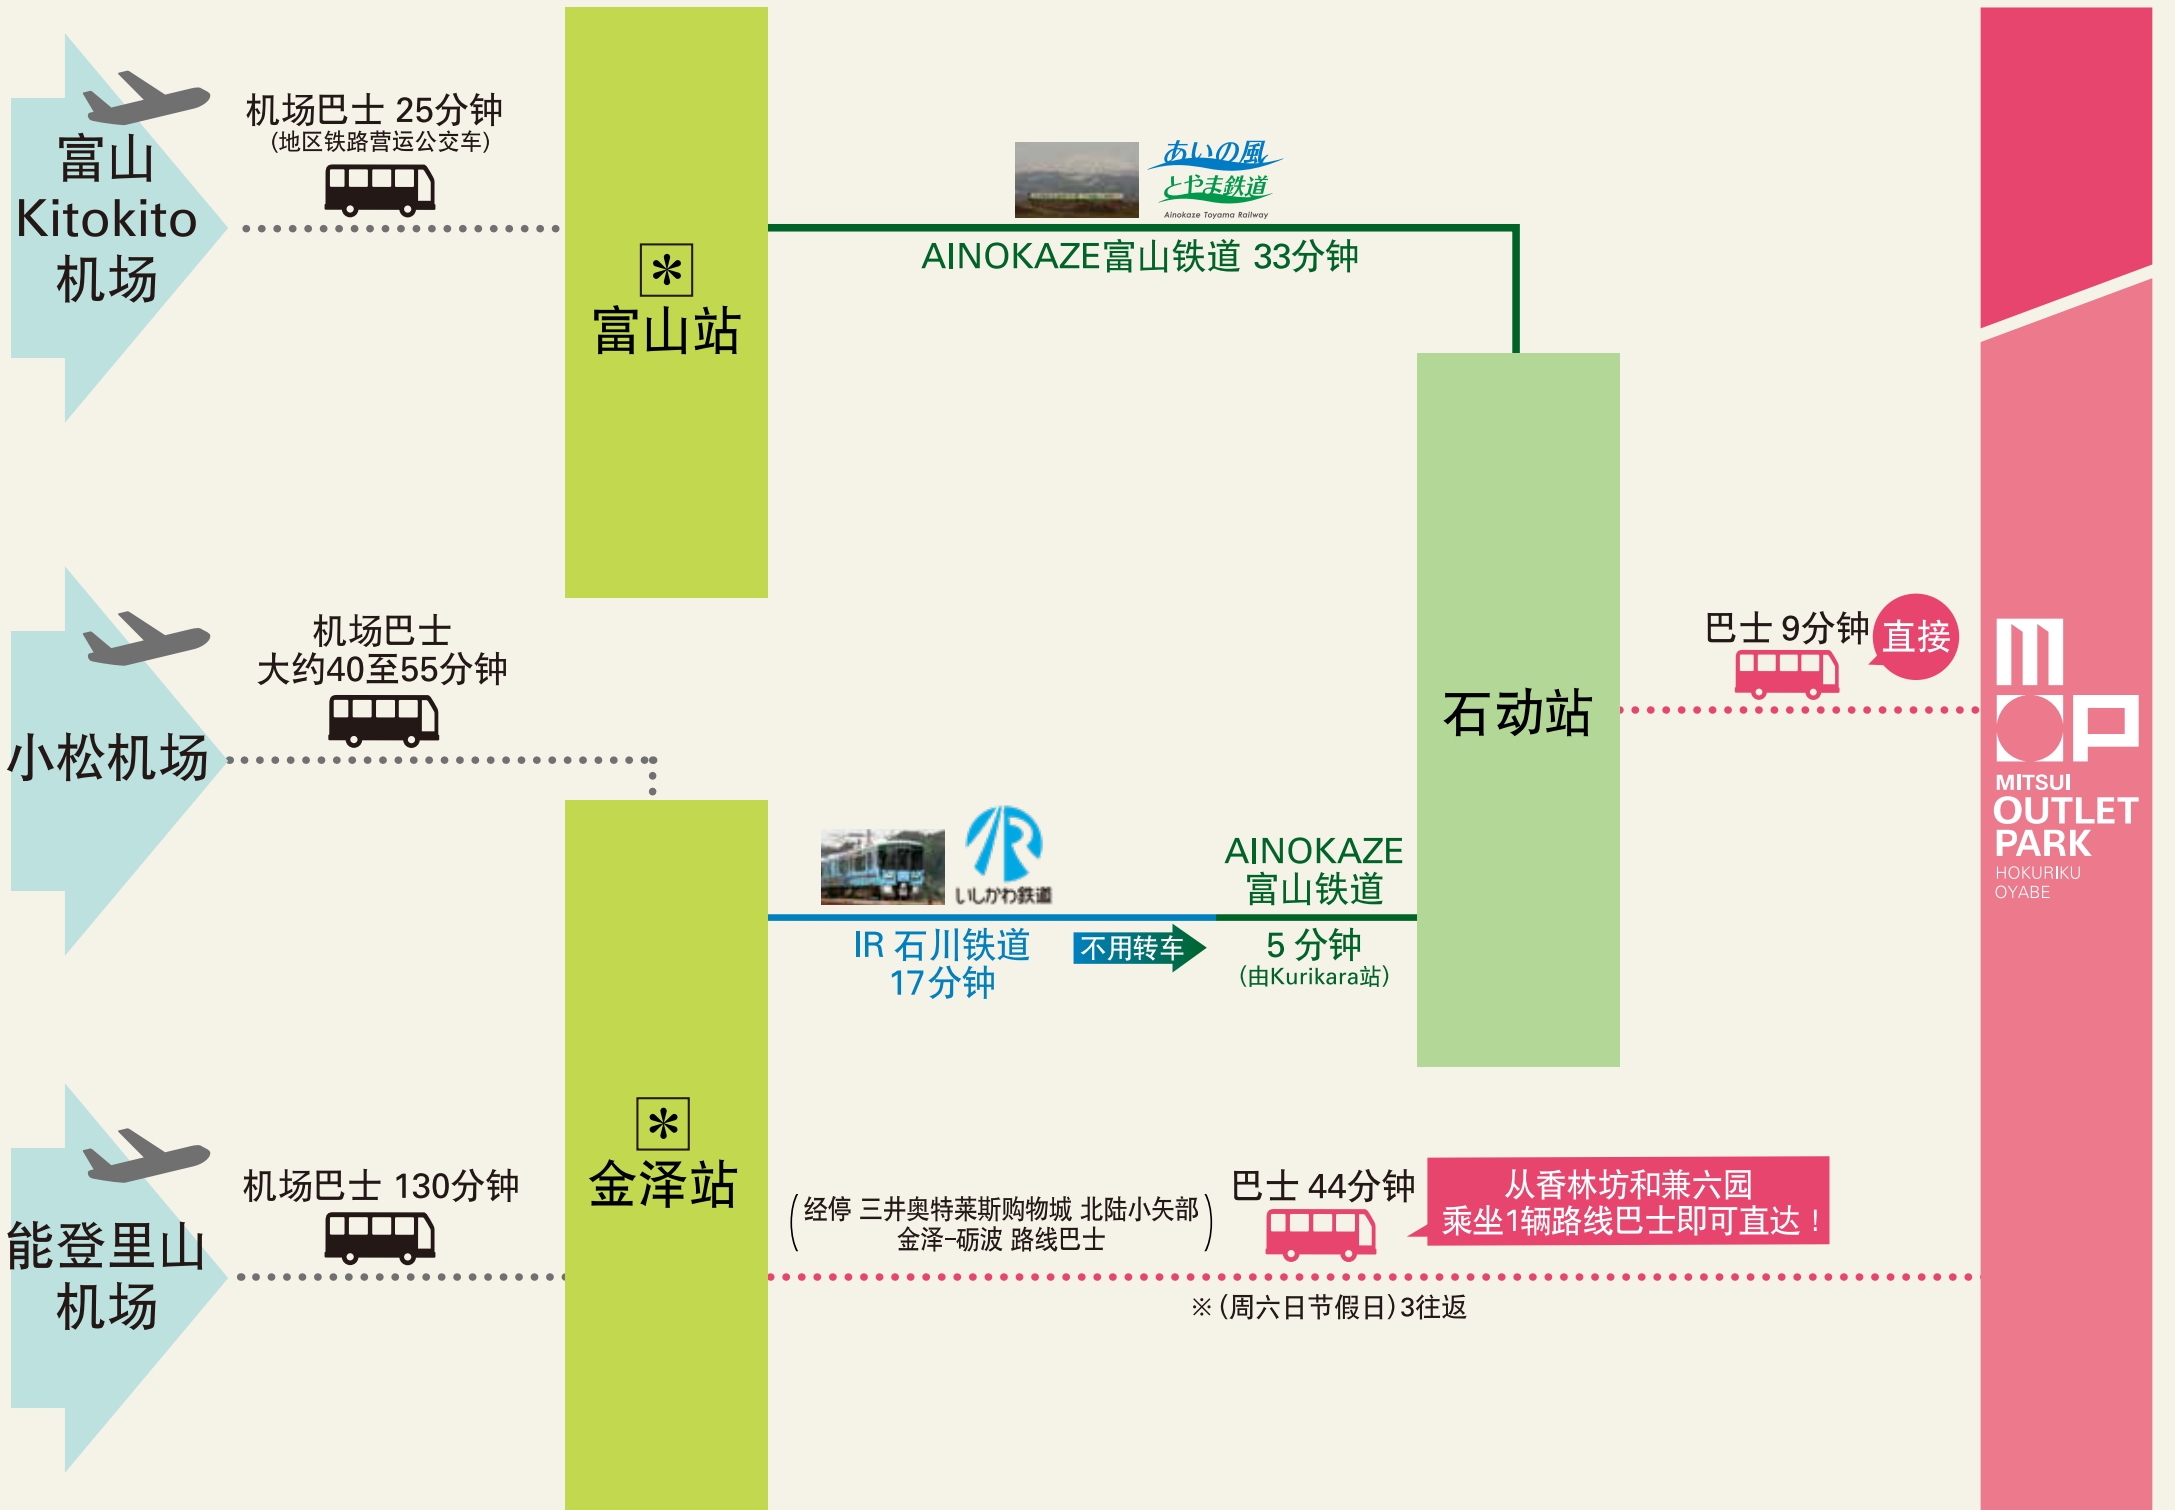 机场巴士 25分钟
(地区铁路营运公交车)
富山
Kitokito
机场
*
富山站
あいの風
とやま鉄道
Ainokaze Toyama Railway
AINOKAZE富山铁道 33分钟
机场巴士
大约40至55分钟
小松机场
石动站
巴士 9分钟
直接
MITSUI
OUTLET
PARK
HOKURIKU
OYABE
いしかわ鉄道
IR 石川铁道
17分钟
不用转车
AINOKAZE
富山铁道
5 分钟
(由Kurikara站)
机场巴士 130分钟
能登里山
机场
*
金泽站
(经停 三井奥特莱斯购物城 北陆小矢部
金泽-砺波 路线巴士)
巴士 44分钟
从香林坊和兼六园
乘坐1辆路线巴士即可直达！
※(周六日节假日)3往返